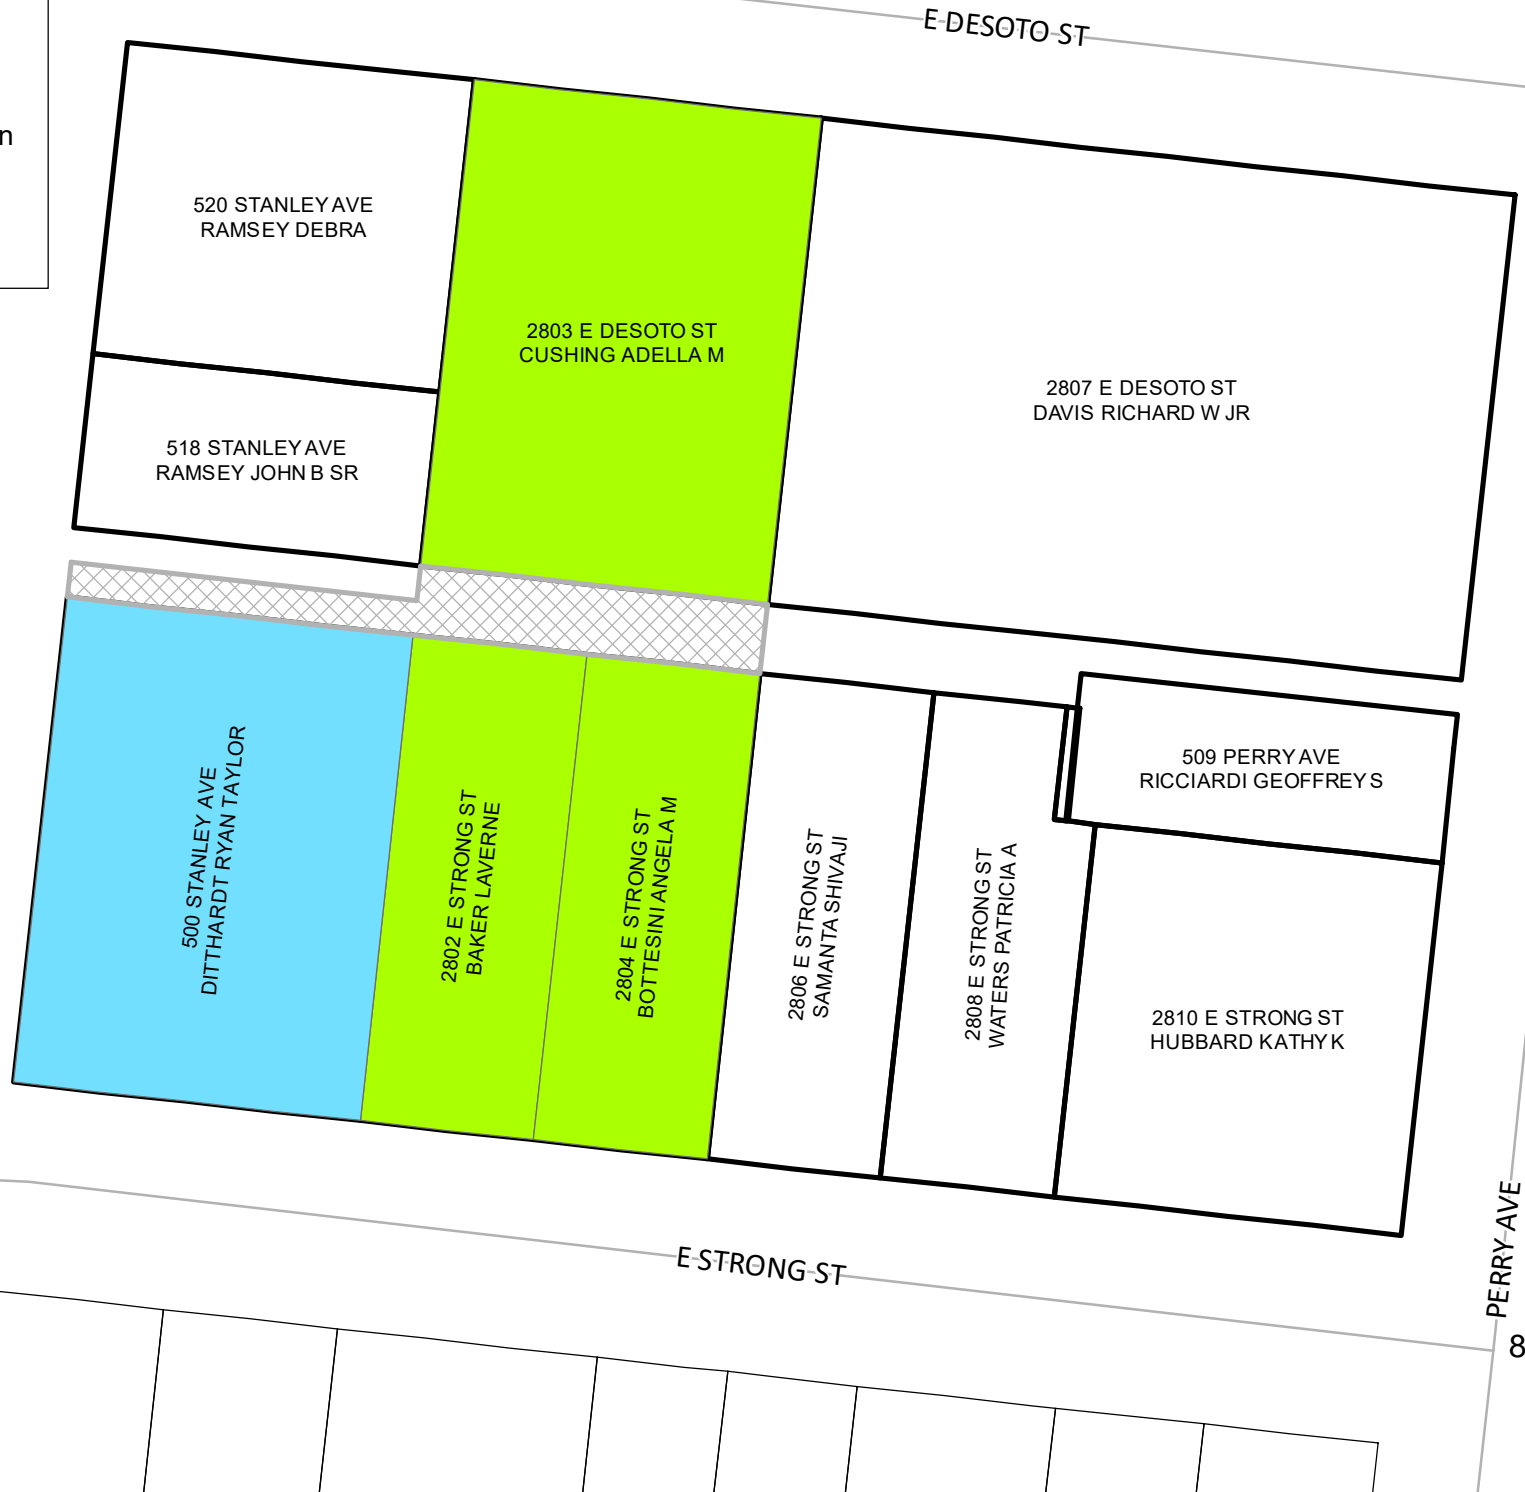 E DESOTO ST
n
520 STANLEY AVE
RAMSEY DEBRA
2803 E DESOTO ST
CUSHING ADELLA M
2807 E DESOTO ST
DAVIS RICHARD W JR
518 STANLEY AVE
RAMSEY JOHN B SR
500 STANLEY AVE
DITTHARDT RYAN TAYLOR
2802 E STRONG ST
BAKER LAVERNE
2804 E STRONG ST
BOTTESINI ANGELA M
2806 E STRONG ST
SAMANTA SHIVAJI
2808 E STRONG ST
WATERS PATRICIA A
509 PERRY AVE
RICCIARDI GEOFFREY S
2810 E STRONG ST
HUBBARD KATHY K
E STRONG ST
PERRY AVE
8